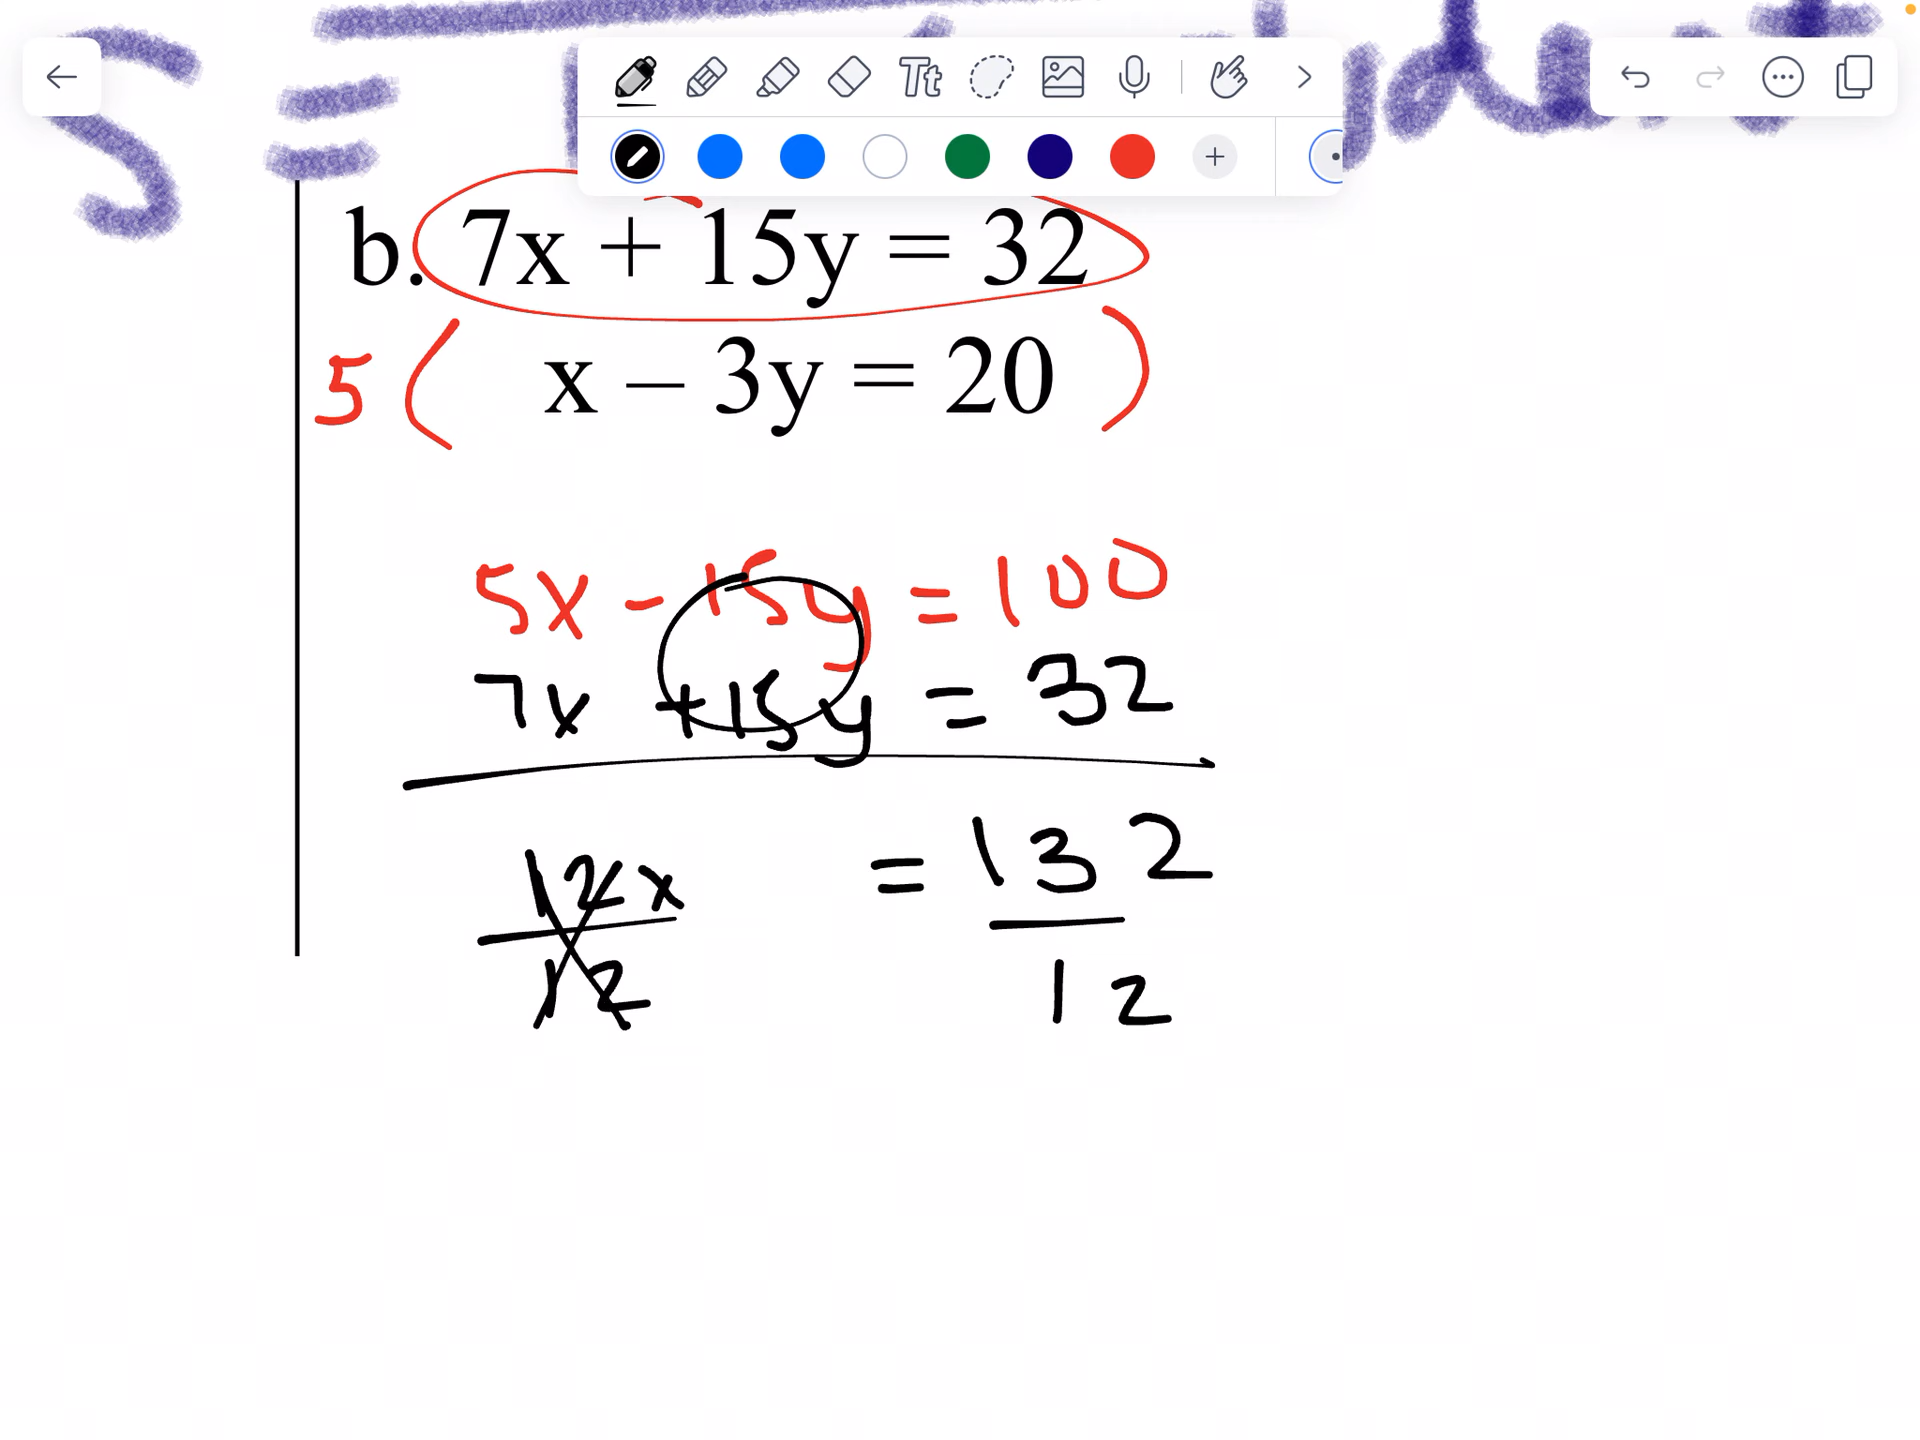 S =
b. 7x + 15y = 32
5 ( x – 3y = 20 )
5x - 15y = 100
7x + 15y = 32
12x = 132
12 12